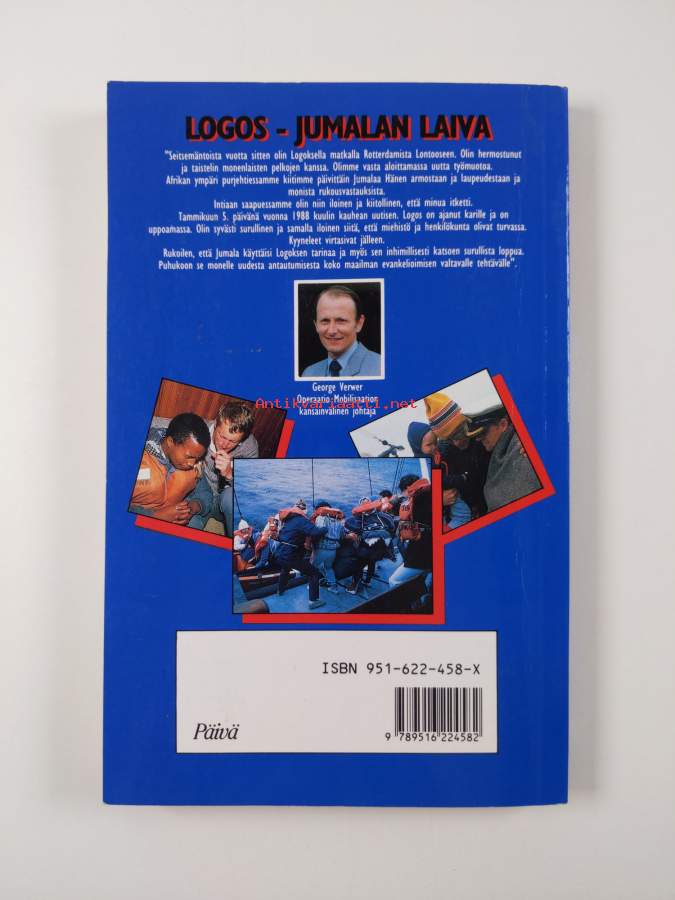 LOGOS - JUMALAN LAIVA
"Seitsemäntoista vuotta sitten olin Logoksella matkalla Rotterdamista Lontooseen. Olin hermostunut
ja taistelin monenlaisten pelkojen kanssa. Olimme vasta aloittamassa uutta työmuotoa.
Afrikan ympäri purjehtiessamme kiitimme päivittäin Jumalaa Hänen armostaan ja laupeudestaan ja
monista rukousvastauksista.
Intiaan saapuessamme olin niin iloinen ja kiitollinen, että minua itketti.
Tammikuun 5. päivänä vuonna 1988 kuulin kauhean uutisen. Logos on ajanut karille ja on
uppoamassa. Olin syvästi surullinen ja samalla iloinen siitä, että miehistö ja henkilökunta olivat turvassa.
Kyyneleet virtasivat jälleen.
Rukoilen, että Jumala käyttäisi Logoksen tarinaa ja myös sen inhimillisesti katsoen surullista loppua.
Puhukoon se monelle uudesta antautumisesta koko maailman evankelioimisen valtavalle tehtävälle".
George Verwer
Operaatio Mobilisaation
kansainvälinen johtaja
Antikvariaatti.net
ISBN 951-622-458-X
Päivä
9 789516 224582